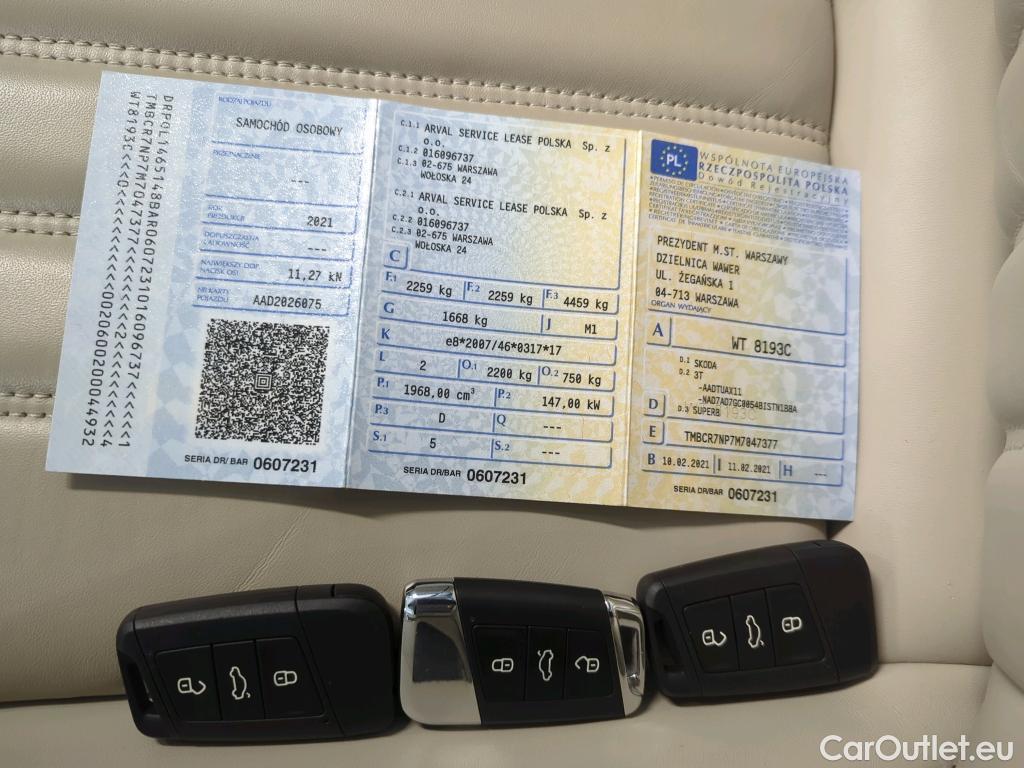 DRPOL1465148BAR0607231016096737<<<<<1
TMBCR7NP7M7047377<<<<<<<<<<2<<<<<<<<4
WT8193C<<<<0<<<<<<<<<0020600200044932
RODZAJ POJAZDU
SAMOCHÓD OSOBOWY
PRZEZNACZENIE
---
ROK PRODUKCJI
2021
DOPUSZCZALNA ŁADOWNOŚĆ
---
NAJWIĘKSZY DOP. NACISK OSI
11,27 kN
NR KARTY POJAZDU
AAD2026075
SERIA DR/ BAR 0607231
C.1.1 ARVAL SERVICE LEASE POLSKA Sp. z
o.o.
C.1.2 016096737
C.1.3 02-675 WARSZAWA
WOŁOSKA 24
C.2.1 ARVAL SERVICE LEASE POLSKA Sp. z
o.o.
C.2.2 016096737
C.2.3 02-675 WARSZAWA
WOŁOSKA 24
C
F.1 2259 kg F.2 2259 kg F.3 4459 kg
G 1668 kg J M1
K e8*2007/46*0317*17
L 2 O.1 2200 kg O.2 750 kg
P.1 1968,00 cm³ P.2 147,00 kW
P.3 D Q ---
S.1 5 S.2 ---
SERIA DR/BAR 0607231
PL
WSPÓLNOTA EUROPEJSKA
RZECZPOSPOLITA POLSKA
Dowód Rejestracyjny
PREZYDENT M.ST. WARSZAWY
DZIELNICA WAWER
UL. ŻEGAŃSKA 1
04-713 WARSZAWA
ORGAN WYDAJĄCY
A WT 8193C
D.1 SKODA
D.2 3T
-AADTUAX11
-NAD7AD7GC0054BISTN1BBA
D D.3 SUPERB
E TMBCR7NP7M7047377
B 10.02.2021 I 11.02.2021 H ---
SERIA DR/BAR 0607231
CarOutlet.eu